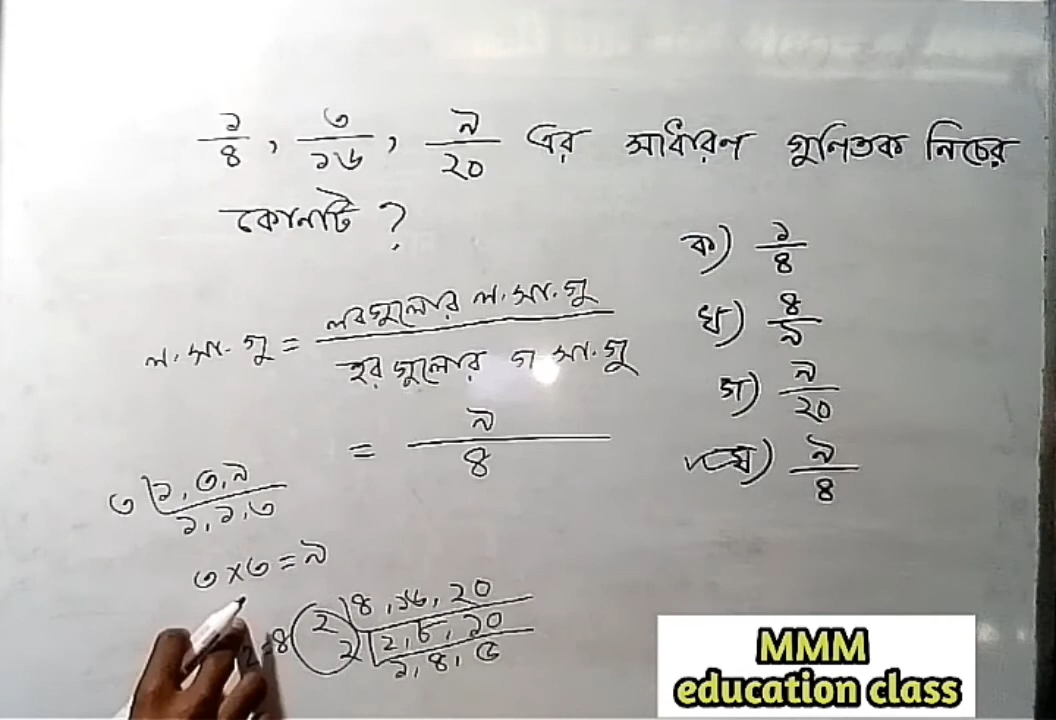 ১/৪ , ৩/১৬ , ৯/২০ এর সাধারণ গুনিতক নিচের
কোনটি ?
ক) ১/৪
খ) ৪/৯
গ) ৯/২০
ঘ) ৯/৪
ল. সা. গু = লবগুলোর ল. সা. গু / হর গুলোর গ সা. গু
= ৯/৪
৩ ) ১, ৩, ৯
১, ১, ৩
৩ × ৩ = ৯
২ ) ৪, ১৬, ২০
২ ) ২, ৮, ১০
১, ৪, ৫
২ = ৪
MMM
education class